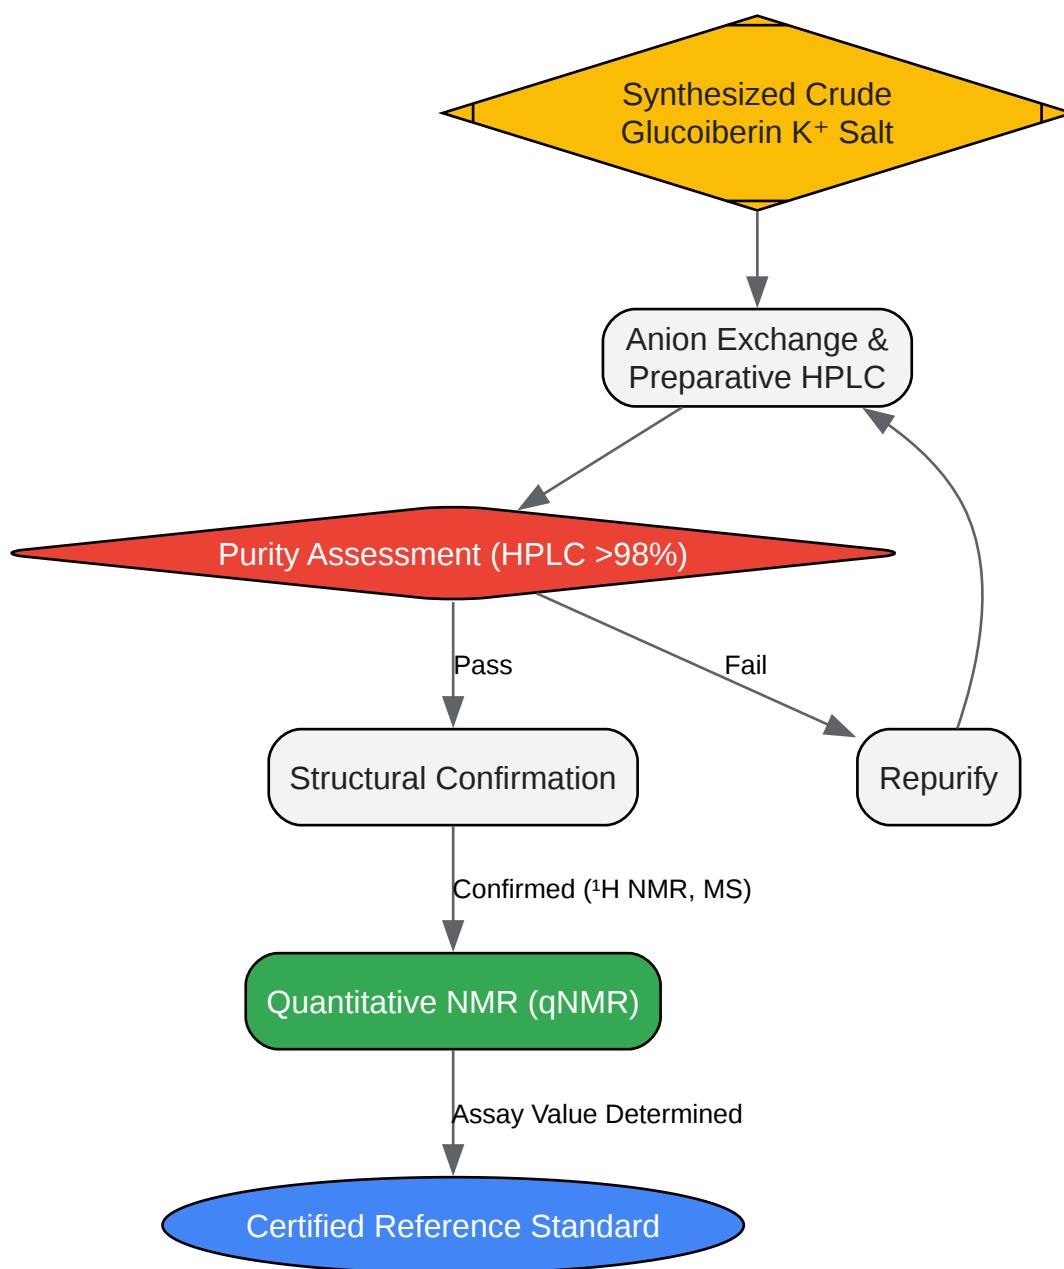 Synthesized Crude
Glucoiberin K⁺ Salt
Anion Exchange &
Preparative HPLC
Purity Assessment (HPLC >98%)
Pass
Fail
Structural Confirmation
Repurify
Confirmed (¹H NMR, MS)
Quantitative NMR (qNMR)
Assay Value Determined
Certified Reference Standard